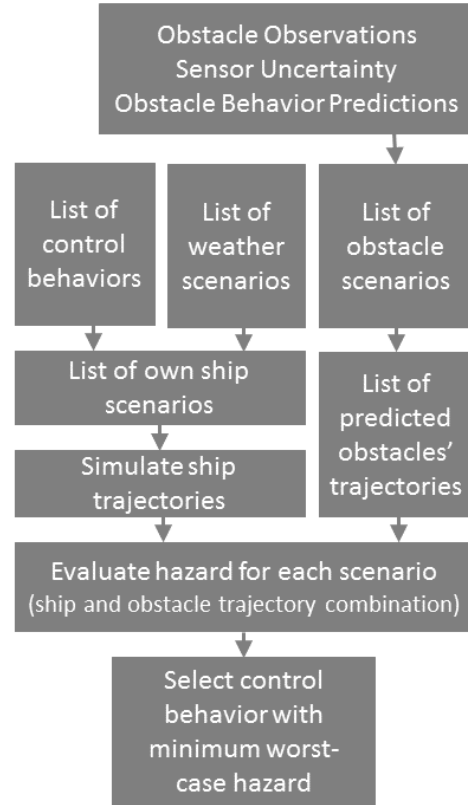 Obstacle Observations
Sensor Uncertainty
Obstacle Behavior Predictions
List of
control
behaviors
List of
weather
scenarios
List of
obstacle
scenarios
List of own ship
scenarios
Simulate ship
trajectories
List of
predicted
obstacles’
trajectories
Evaluate hazard for each scenario
(ship and obstacle trajectory combination)
Select control
behavior with
minimum worst-
case hazard